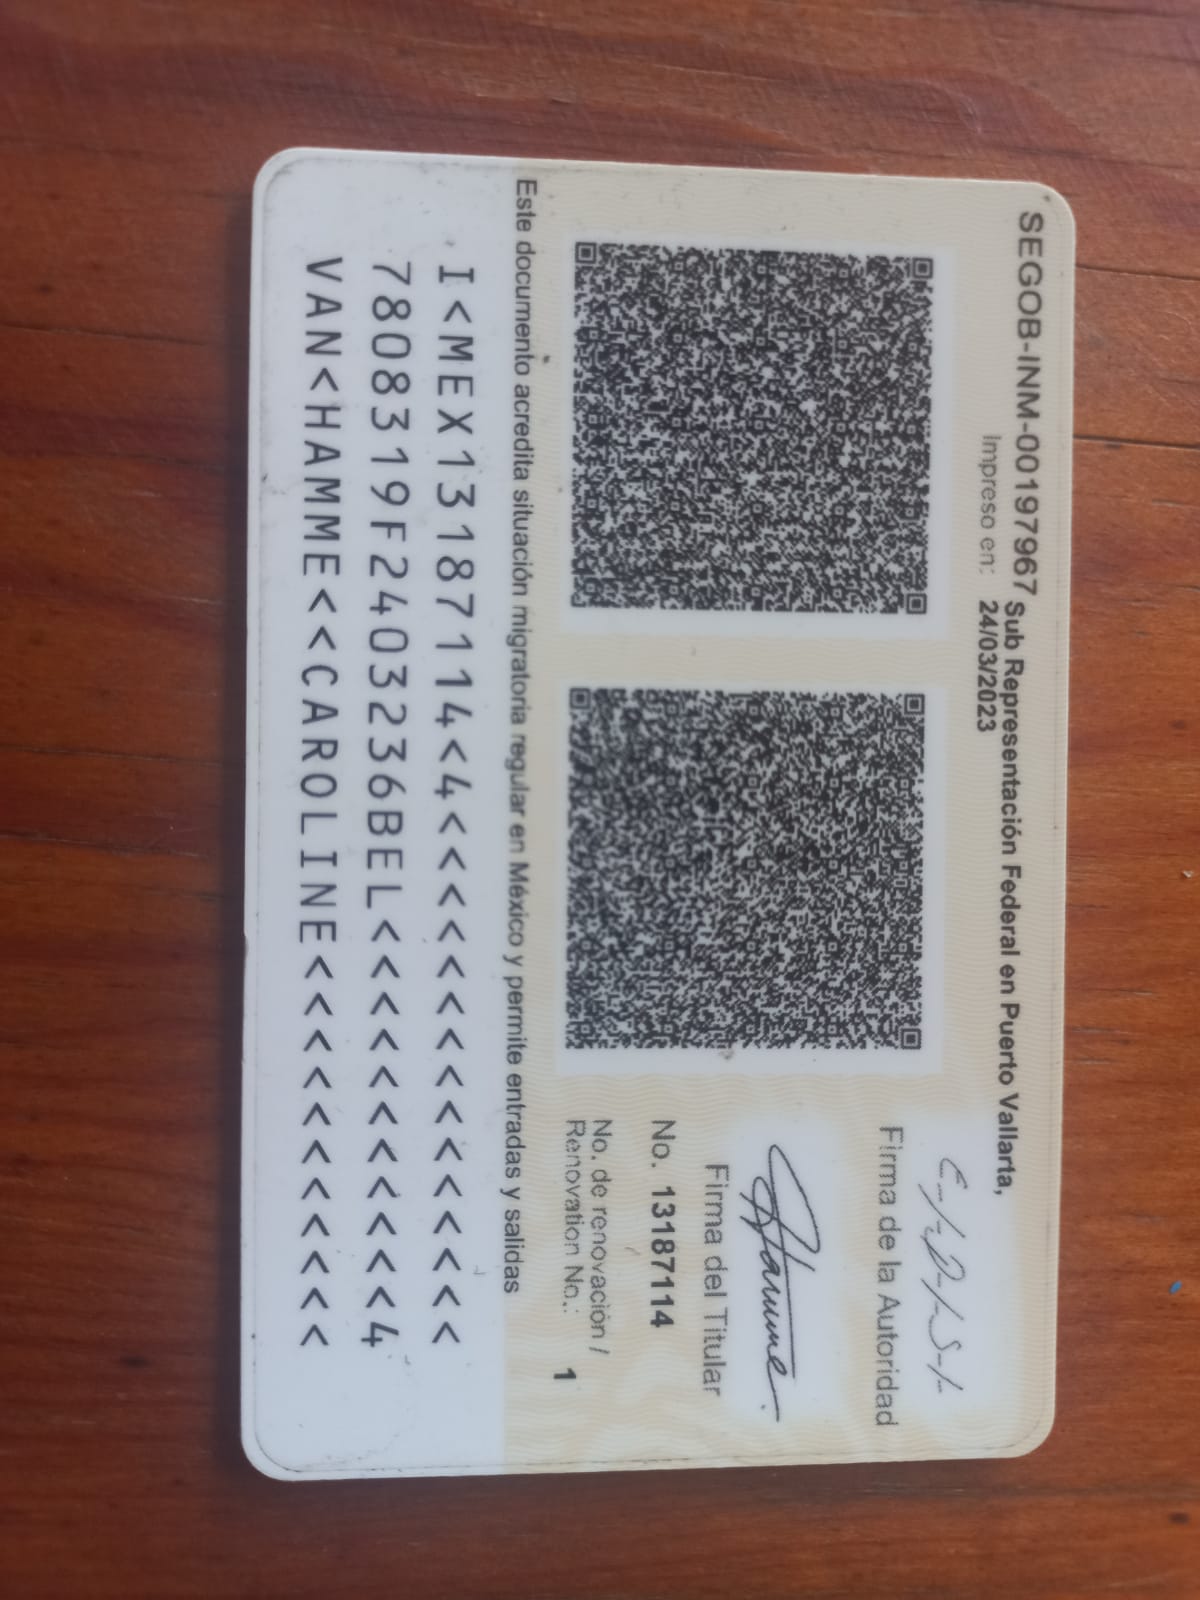 SEGOB-INM-00197967
Sub Representación Federal en Puerto Vallarta,
Impreso en: 24/03/2023
Firma de la Autoridad
Firma del Titular
No. 13187114
No. de renovación /
Renovation No.: 1
Este documento acredita situación migratoria regular en México y permite entradas y salidas
I<MEX13187114<4<<<<<<<<<<<<<<<
7808319F2403236BEL<<<<<<<<<<<4
VAN<HAMME<<CAROLINE<<<<<<<<<<<